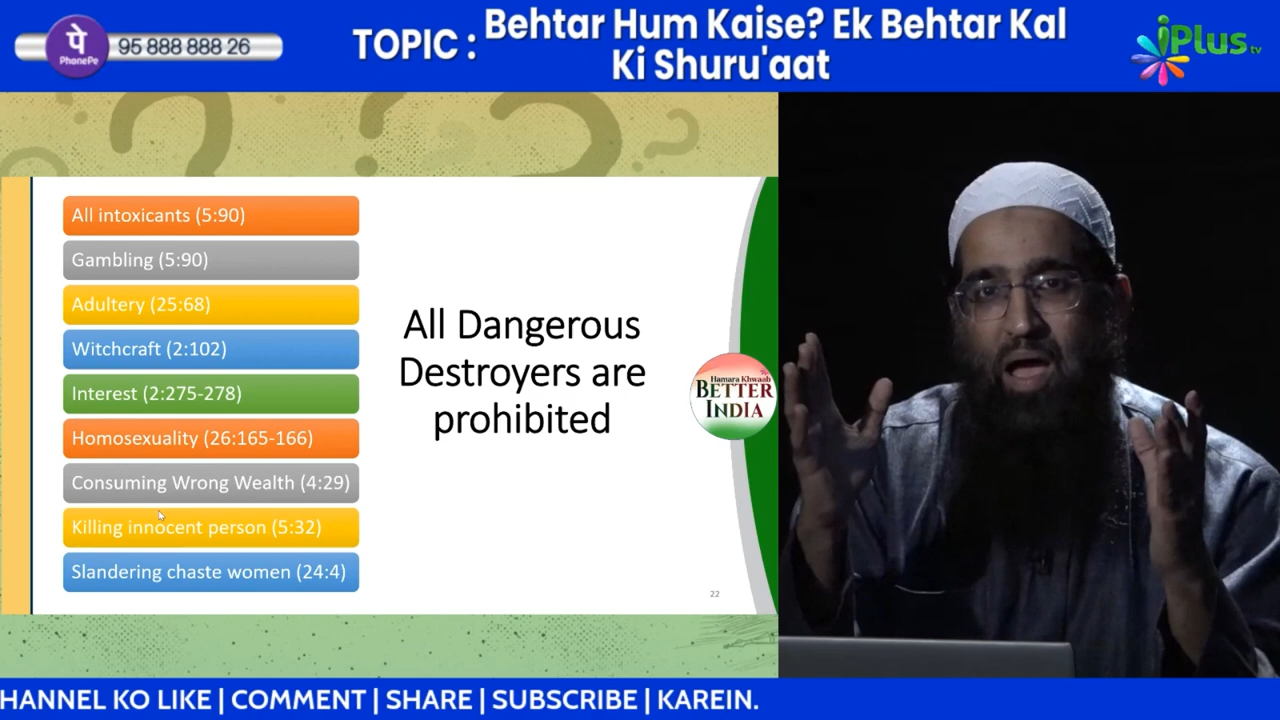 पे
PhonePe
95 888 888 26
TOPIC :
Behtar Hum Kaise? Ek Behtar Kal
Ki Shuru'aat
iPlus tv
All intoxicants (5:90)
Gambling (5:90)
Adultery (25:68)
Witchcraft (2:102)
Interest (2:275-278)
Homosexuality (26:165-166)
Consuming Wrong Wealth (4:29)
Killing innocent person (5:32)
Slandering chaste women (24:4)
All Dangerous
Destroyers are
prohibited
Hamara Khwaab
BETTER
INDIA
22
HANNEL KO LIKE | COMMENT | SHARE | SUBSCRIBE | KAREIN.